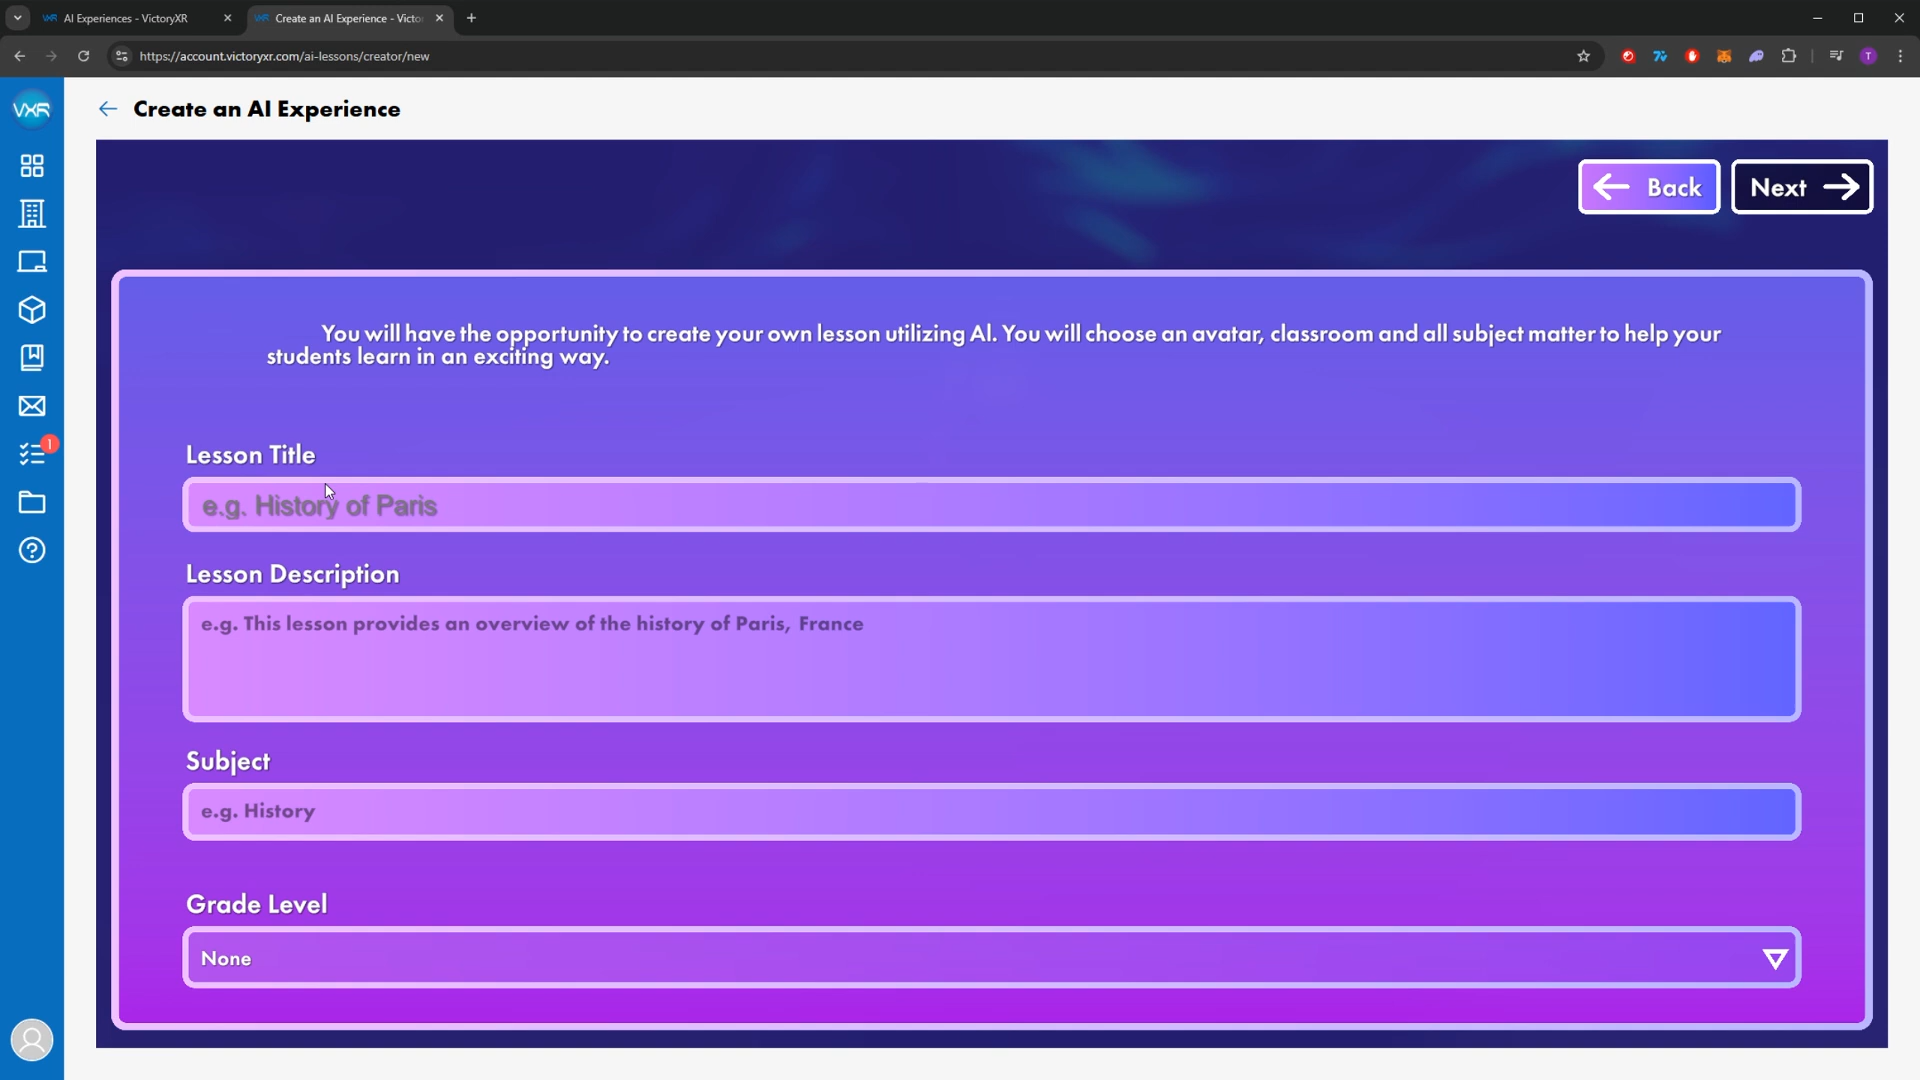 AI Experiences - VictoryXR
Create an AI Experience - Victo
https://account.victoryxr.com/ai-lessons/creator/new
T
VXR
Create an AI Experience
Back
Next
You will have the opportunity to create your own lesson utilizing AI. You will choose an avatar, classroom and all subject matter to help your
students learn in an exciting way.
Lesson Title
e.g. History of Paris
Lesson Description
e.g. This lesson provides an overview of the history of Paris, France
1
Subject
e.g. History
Grade Level
None